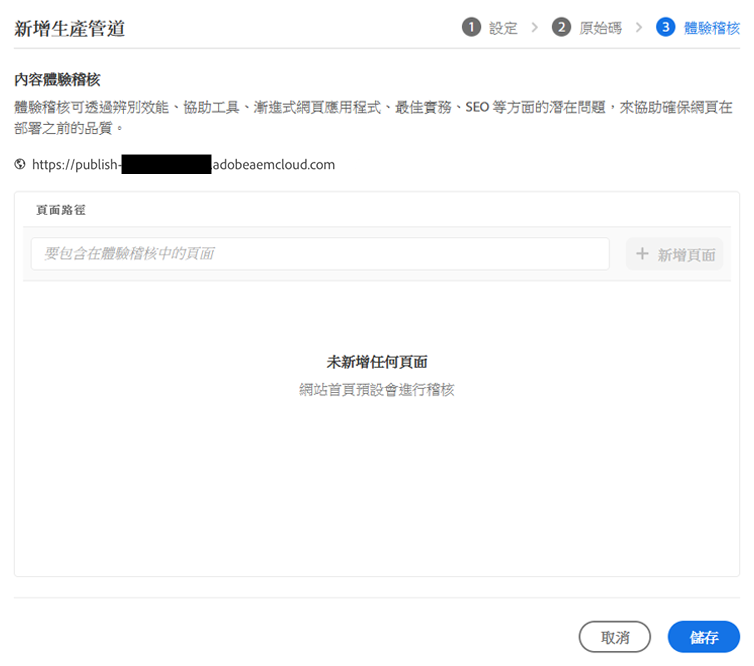 新增生產管道
1 設定 > 2 原始碼 > 3 體驗稽核
內容體驗稽核
體驗稽核可透過辨別效能、協助工具、漸進式網頁應用程式、最佳實務、SEO 等方面的潛在問題，來協助確保網頁在
部署之前的品質。
https://publish- .adobeaemcloud.com
頁面路徑
要包含在體驗稽核中的頁面
+ 新增頁面
未新增任何頁面
網站首頁預設會進行稽核
取消
儲存